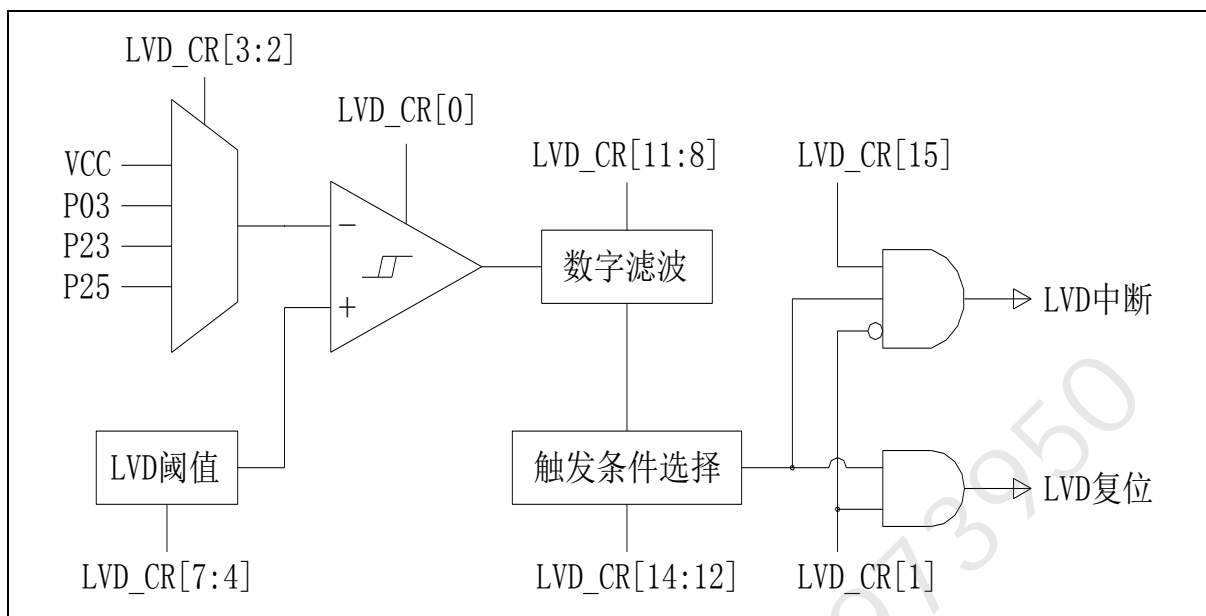 LVD_CR[3:2]
LVD_CR[0]
LVD_CR[11:8]
LVD_CR[15]
VCC
P03
P23
P25
−
+
数字滤波
LVD中断
LVD阈值
触发条件选择
LVD复位
LVD_CR[7:4]
LVD_CR[14:12]
LVD_CR[1]
973950